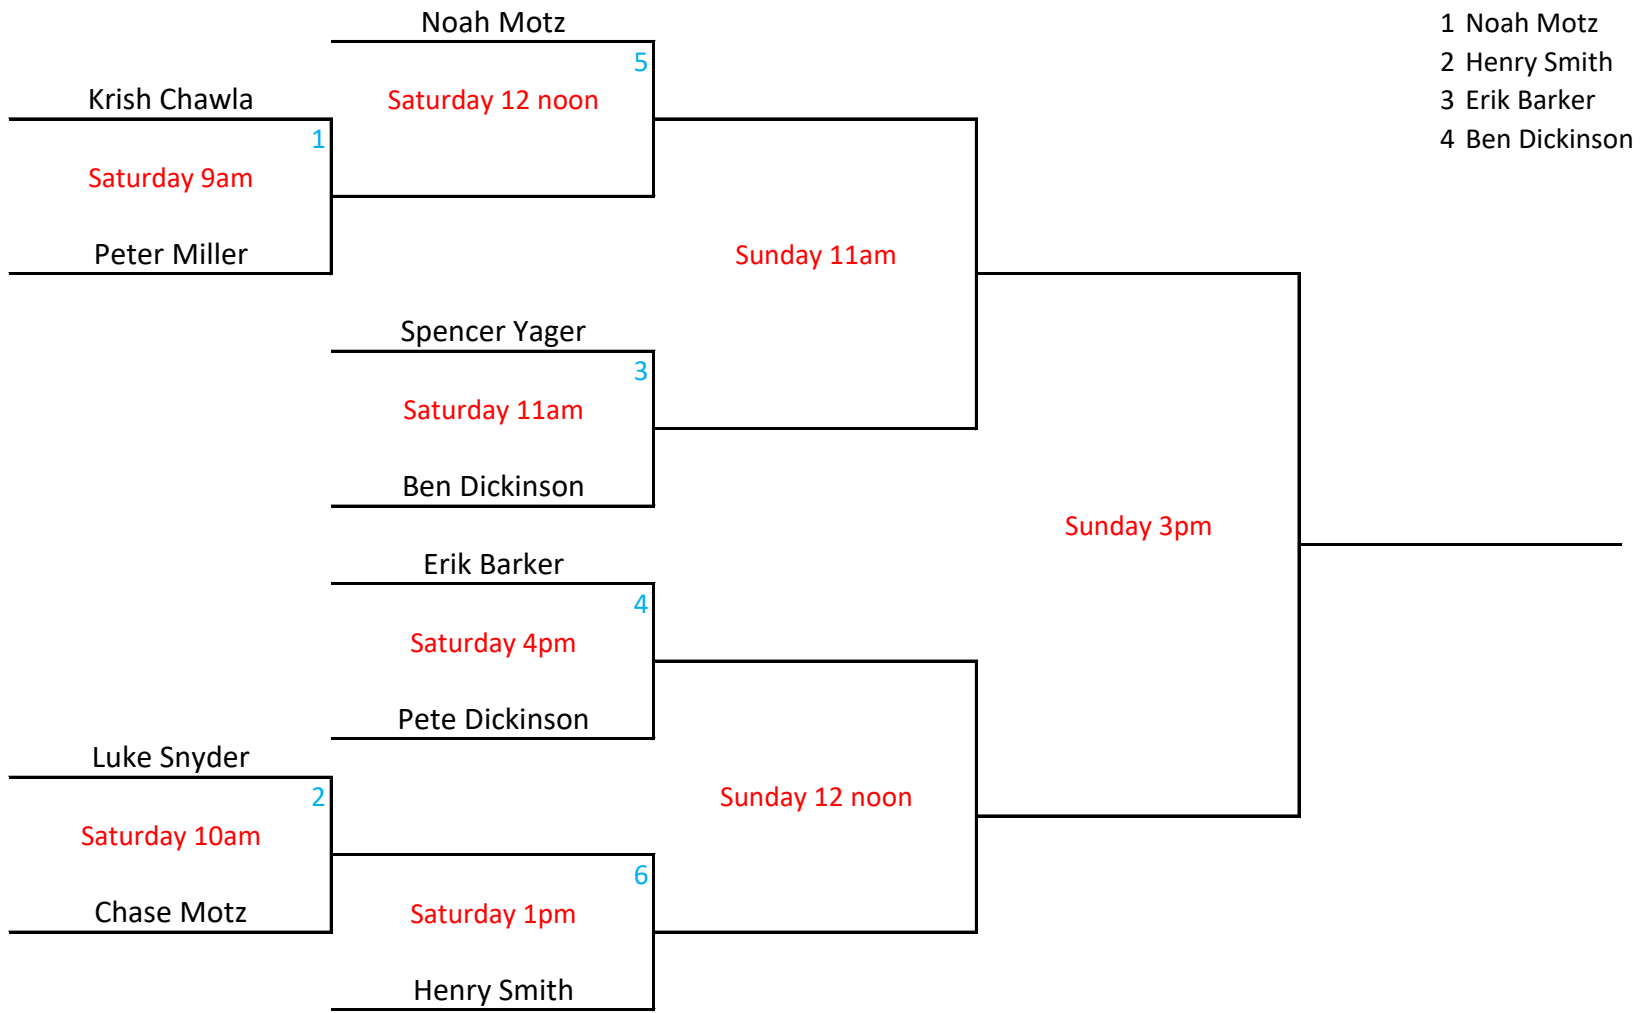 Noah Motz
1 Noah Motz
5
2 Henry Smith
Krish Chawla
Saturday 12 noon
3 Erik Barker
1
4 Ben Dickinson
Saturday 9am
Peter Miller
Sunday 11am
Spencer Yager
3
Saturday 11am
Ben Dickinson
Sunday 3pm
Erik Barker
4
Saturday 4pm
Pete Dickinson
Luke Snyder
2
Sunday 12 noon
Saturday 10am
6
Chase Motz
Saturday 1pm
Henry Smith